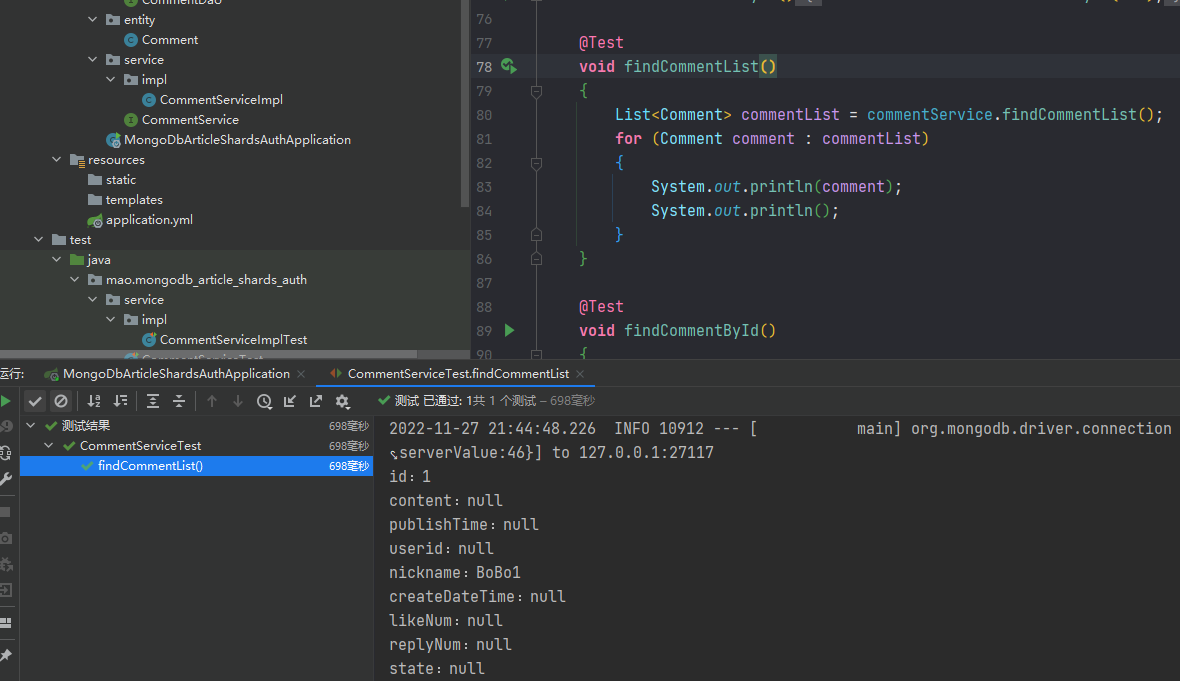 CommentDao
entity
Comment
service
impl
CommentServiceImpl
CommentService
MongoDbArticleShardsAuthApplication
resources
static
templates
application.yml
test
java
mao.mongodb_article_shards_auth
service
impl
CommentServiceImplTest
CommentServiceTest
76
77 @Test
78 void findCommentList()
79 {
80 List<Comment> commentList = commentService.findCommentList();
81 for (Comment comment : commentList)
82 {
83 System.out.println(comment);
84 System.out.println();
85 }
86 }
87
88 @Test
89 void findCommentById()
90 {
运行: MongoDbArticleShardsAuthApplication × CommentServiceTest.findCommentList ×
测试 已通过: 1共 1 个测试 – 698毫秒
测试结果 698毫秒
CommentServiceTest 698毫秒
findCommentList() 698毫秒
2022-11-27 21:44:48.226  INFO 10912 --- [           main] org.mongodb.driver.connection
serverValue:46}] to 127.0.0.1:27117
id：1
content：null
publishTime：null
userid：null
nickname：BoBo1
createDateTime：null
likeNum：null
replyNum：null
state：null